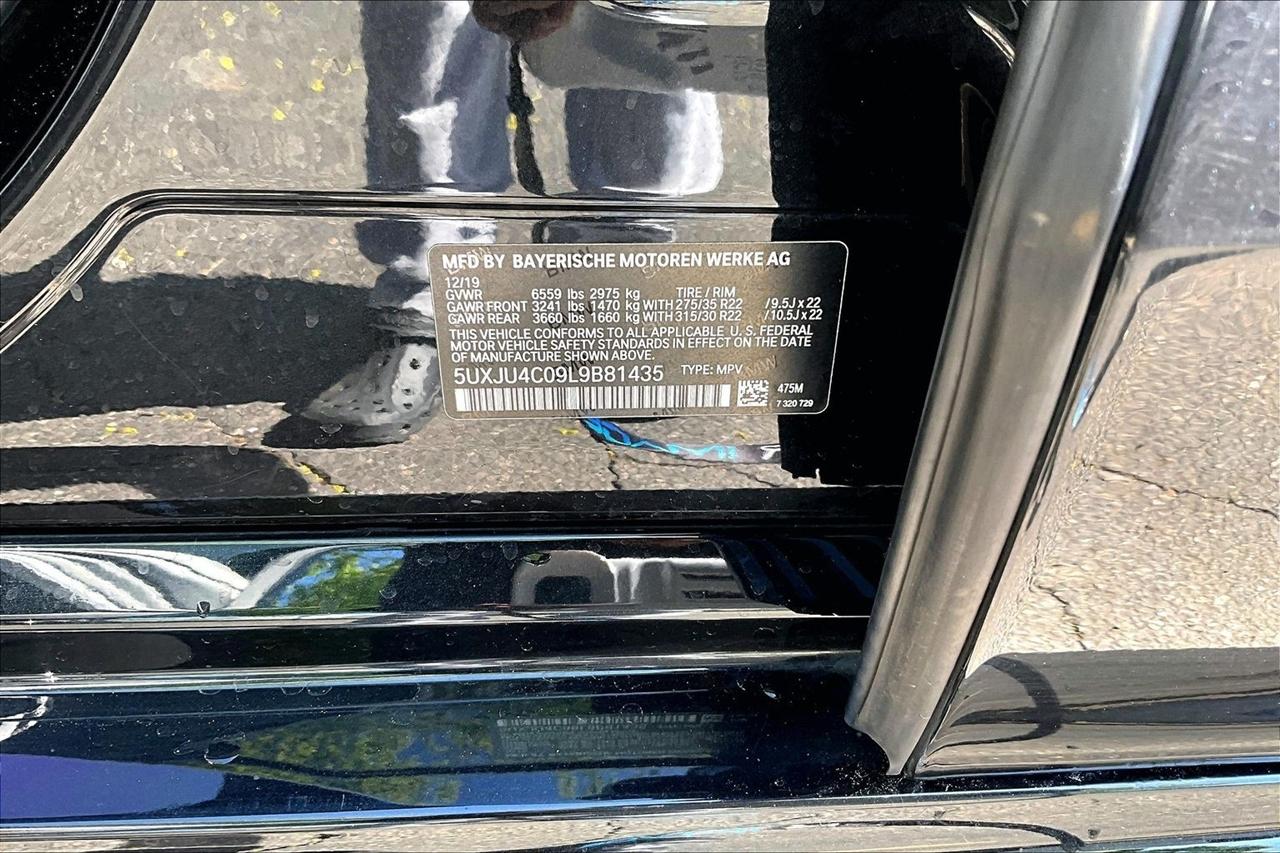 MFD BY BAYERISCHE MOTOREN WERKE AG
12/19
GVWR 6559 lbs 2975 kg TIRE / RIM
GAWR FRONT 3241 lbs 1470 kg WITH 275/35 R22 / 9.5J x 22
GAWR REAR 3660 lbs 1660 kg WITH 315/30 R22 / 10.5J x 22
THIS VEHICLE CONFORMS TO ALL APPLICABLE U. S. FEDERAL
MOTOR VEHICLE SAFETY STANDARDS IN EFFECT ON THE DATE
OF MANUFACTURE SHOWN ABOVE.
5UXJU4C09L9B81435 TYPE: MPV
475M
7 320 729